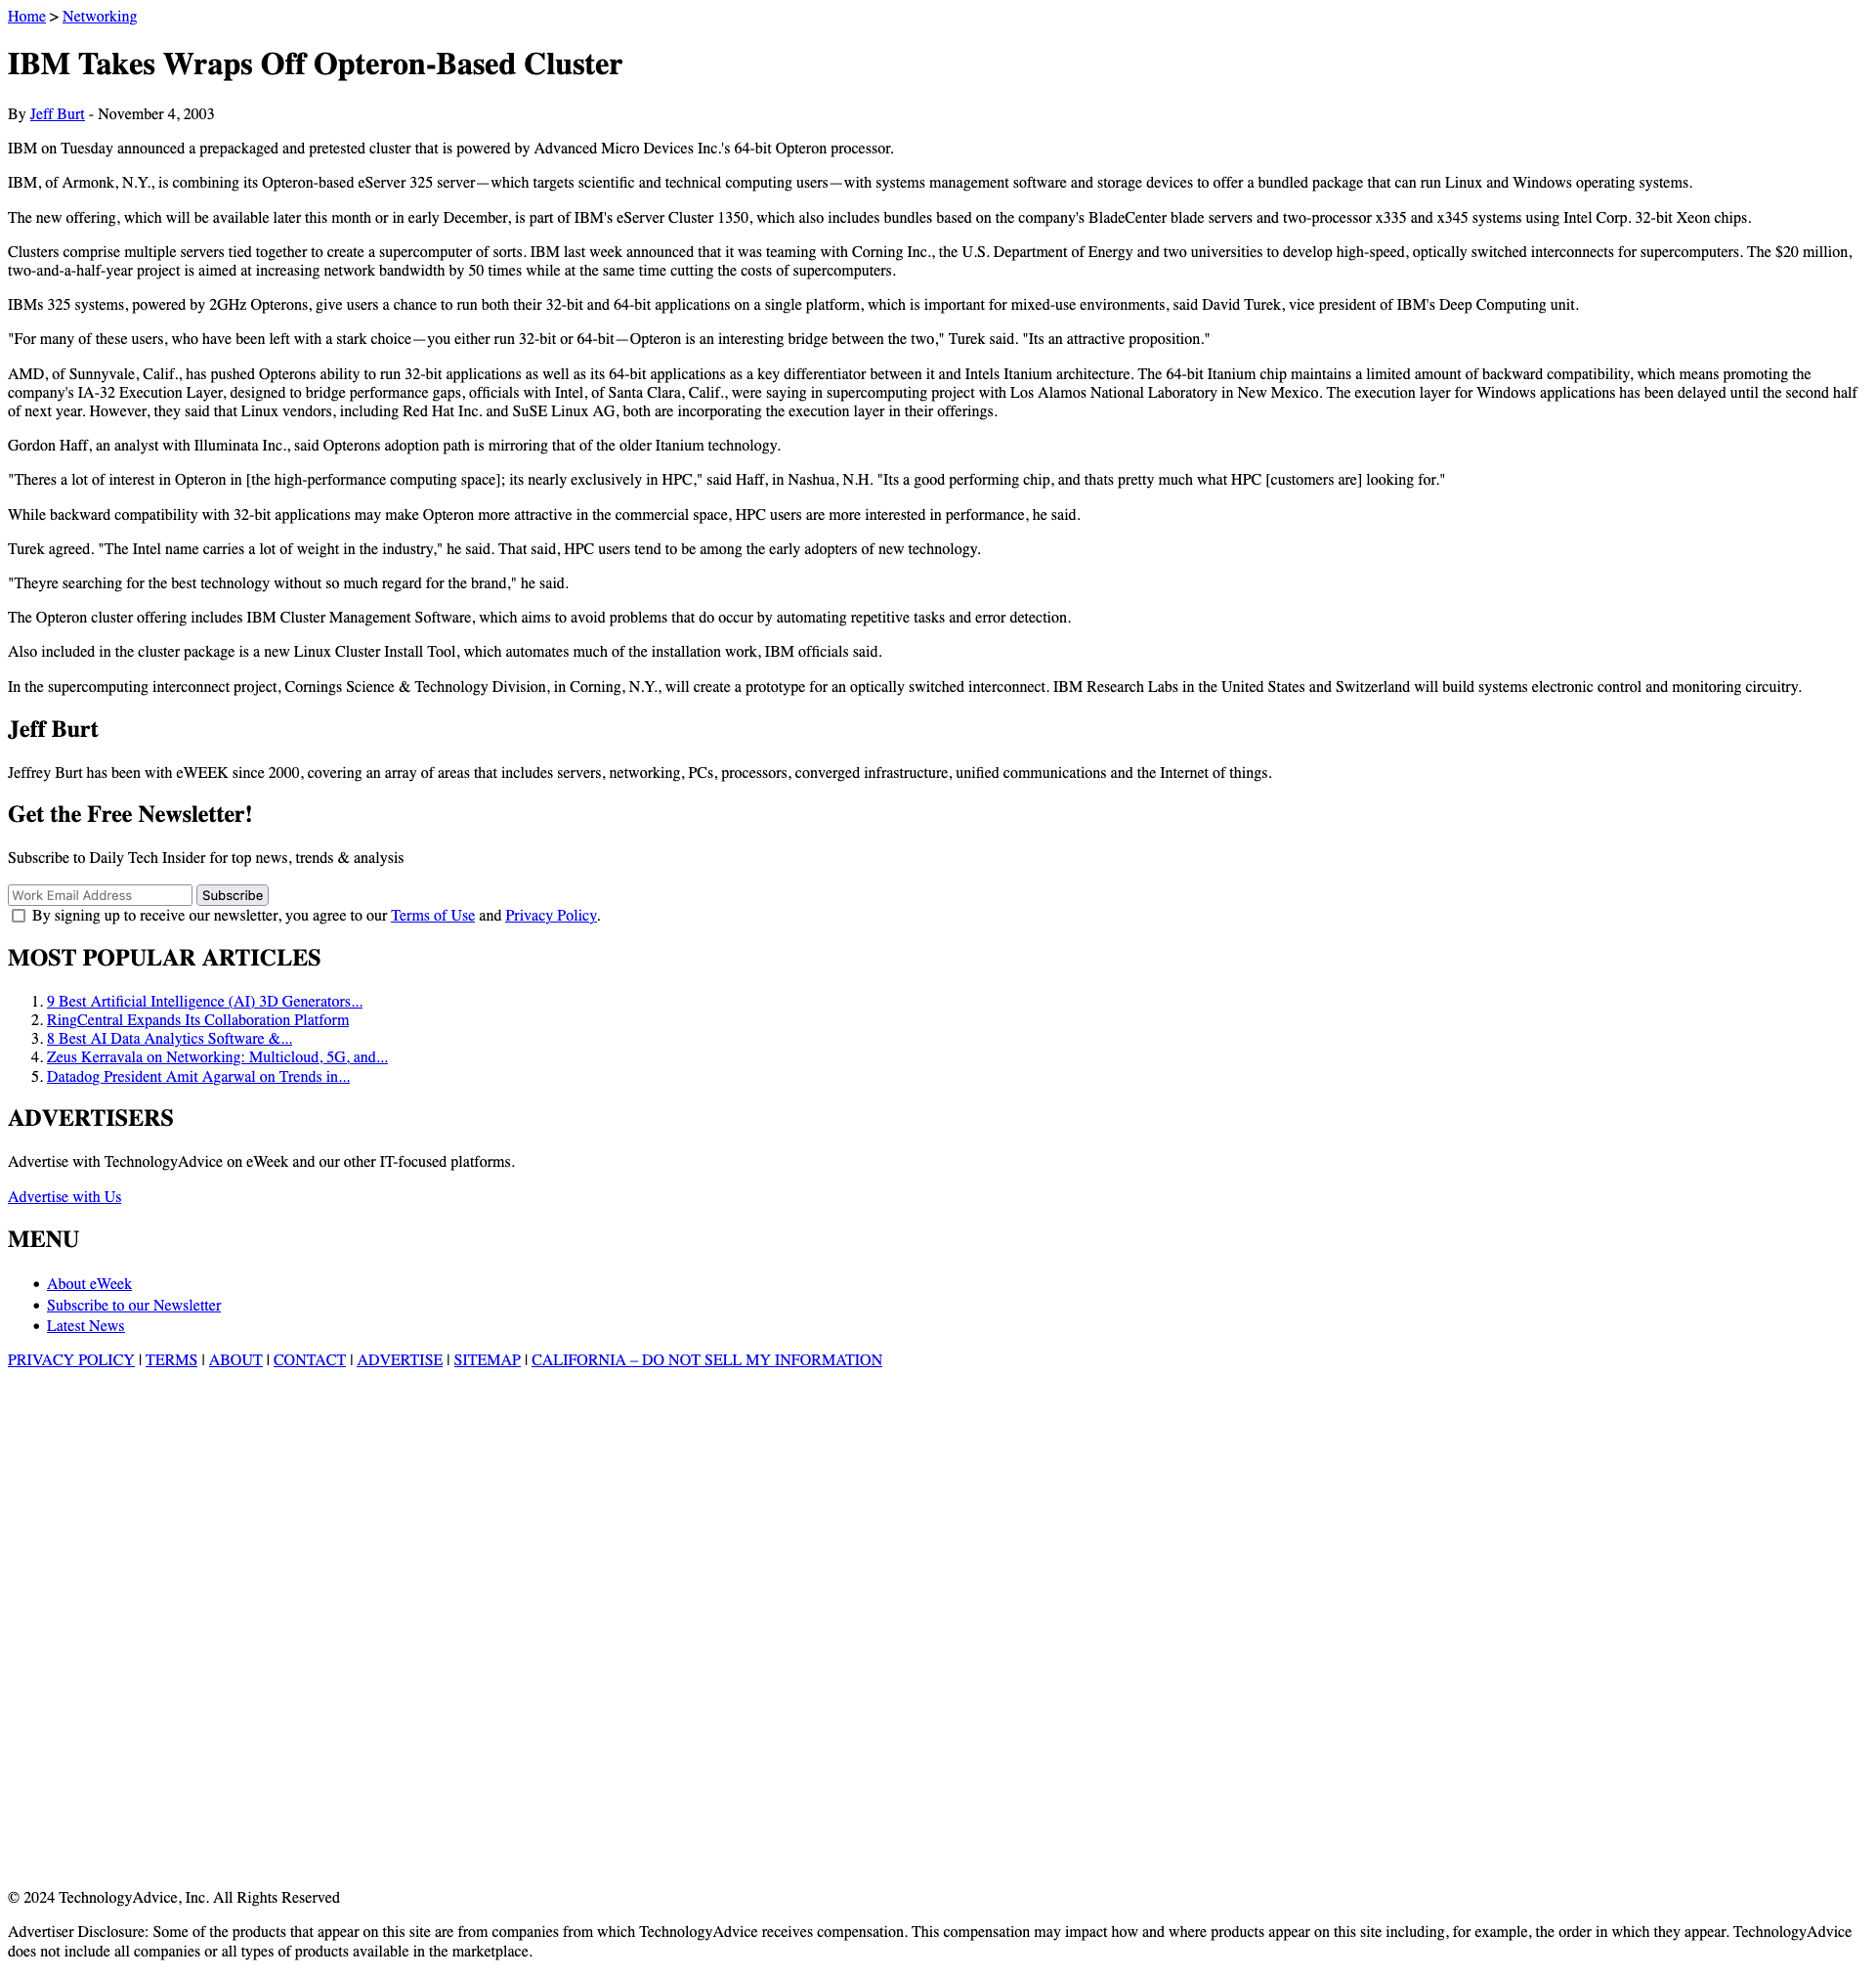 Home > Networking
IBM Takes Wraps Off Opteron-Based Cluster
By Jeff Burt - November 4, 2003
IBM on Tuesday announced a prepackaged and pretested cluster that is powered by Advanced Micro Devices Inc.'s 64-bit Opteron processor.
IBM, of Armonk, N.Y., is combining its Opteron-based eServer 325 server—which targets scientific and technical computing users—with systems management software and storage devices to offer a bundled package that can run Linux and Windows operating systems.
The new offering, which will be available later this month or in early December, is part of IBM's eServer Cluster 1350, which also includes bundles based on the company's BladeCenter blade servers and two-processor x335 and x345 systems using Intel Corp. 32-bit Xeon chips.
Clusters comprise multiple servers tied together to create a supercomputer of sorts. IBM last week announced that it was teaming with Corning Inc., the U.S. Department of Energy and two universities to develop high-speed, optically switched interconnects for supercomputers. The $20 million,
two-and-a-half-year project is aimed at increasing network bandwidth by 50 times while at the same time cutting the costs of supercomputers.
IBMs 325 systems, powered by 2GHz Opterons, give users a chance to run both their 32-bit and 64-bit applications on a single platform, which is important for mixed-use environments, said David Turek, vice president of IBM's Deep Computing unit.
"For many of these users, who have been left with a stark choice—you either run 32-bit or 64-bit—Opteron is an interesting bridge between the two," Turek said. "Its an attractive proposition."
AMD, of Sunnyvale, Calif., has pushed Opterons ability to run 32-bit applications as well as its 64-bit applications as a key differentiator between it and Intels Itanium architecture. The 64-bit Itanium chip maintains a limited amount of backward compatibility, which means promoting the
company's IA-32 Execution Layer, designed to bridge performance gaps, officials with Intel, of Santa Clara, Calif., were saying in supercomputing project with Los Alamos National Laboratory in New Mexico. The execution layer for Windows applications has been delayed until the second half
of next year. However, they said that Linux vendors, including Red Hat Inc. and SuSE Linux AG, both are incorporating the execution layer in their offerings.
Gordon Haff, an analyst with Illuminata Inc., said Opterons adoption path is mirroring that of the older Itanium technology.
"Theres a lot of interest in Opteron in [the high-performance computing space]; its nearly exclusively in HPC," said Haff, in Nashua, N.H. "Its a good performing chip, and thats pretty much what HPC [customers are] looking for."
While backward compatibility with 32-bit applications may make Opteron more attractive in the commercial space, HPC users are more interested in performance, he said.
Turek agreed. "The Intel name carries a lot of weight in the industry," he said. That said, HPC users tend to be among the early adopters of new technology.
"Theyre searching for the best technology without so much regard for the brand," he said.
The Opteron cluster offering includes IBM Cluster Management Software, which aims to avoid problems that do occur by automating repetitive tasks and error detection.
Also included in the cluster package is a new Linux Cluster Install Tool, which automates much of the installation work, IBM officials said.
In the supercomputing interconnect project, Cornings Science & Technology Division, in Corning, N.Y., will create a prototype for an optically switched interconnect. IBM Research Labs in the United States and Switzerland will build systems electronic control and monitoring circuitry.
Jeff Burt
Jeffrey Burt has been with eWEEK since 2000, covering an array of areas that includes servers, networking, PCs, processors, converged infrastructure, unified communications and the Internet of things.
Get the Free Newsletter!
Subscribe to Daily Tech Insider for top news, trends & analysis
Work Email Address Subscribe
By signing up to receive our newsletter, you agree to our Terms of Use and Privacy Policy.
MOST POPULAR ARTICLES
1. 9 Best Artificial Intelligence (AI) 3D Generators...
2. RingCentral Expands Its Collaboration Platform
3. 8 Best AI Data Analytics Software &...
4. Zeus Kerravala on Networking: Multicloud, 5G, and...
5. Datadog President Amit Agarwal on Trends in...
ADVERTISERS
Advertise with TechnologyAdvice on eWeek and our other IT-focused platforms.
Advertise with Us
MENU
• About eWeek
• Subscribe to our Newsletter
• Latest News
PRIVACY POLICY | TERMS | ABOUT | CONTACT | ADVERTISE | SITEMAP | CALIFORNIA – DO NOT SELL MY INFORMATION
© 2024 TechnologyAdvice, Inc. All Rights Reserved
Advertiser Disclosure: Some of the products that appear on this site are from companies from which TechnologyAdvice receives compensation. This compensation may impact how and where products appear on this site including, for example, the order in which they appear. TechnologyAdvice
does not include all companies or all types of products available in the marketplace.